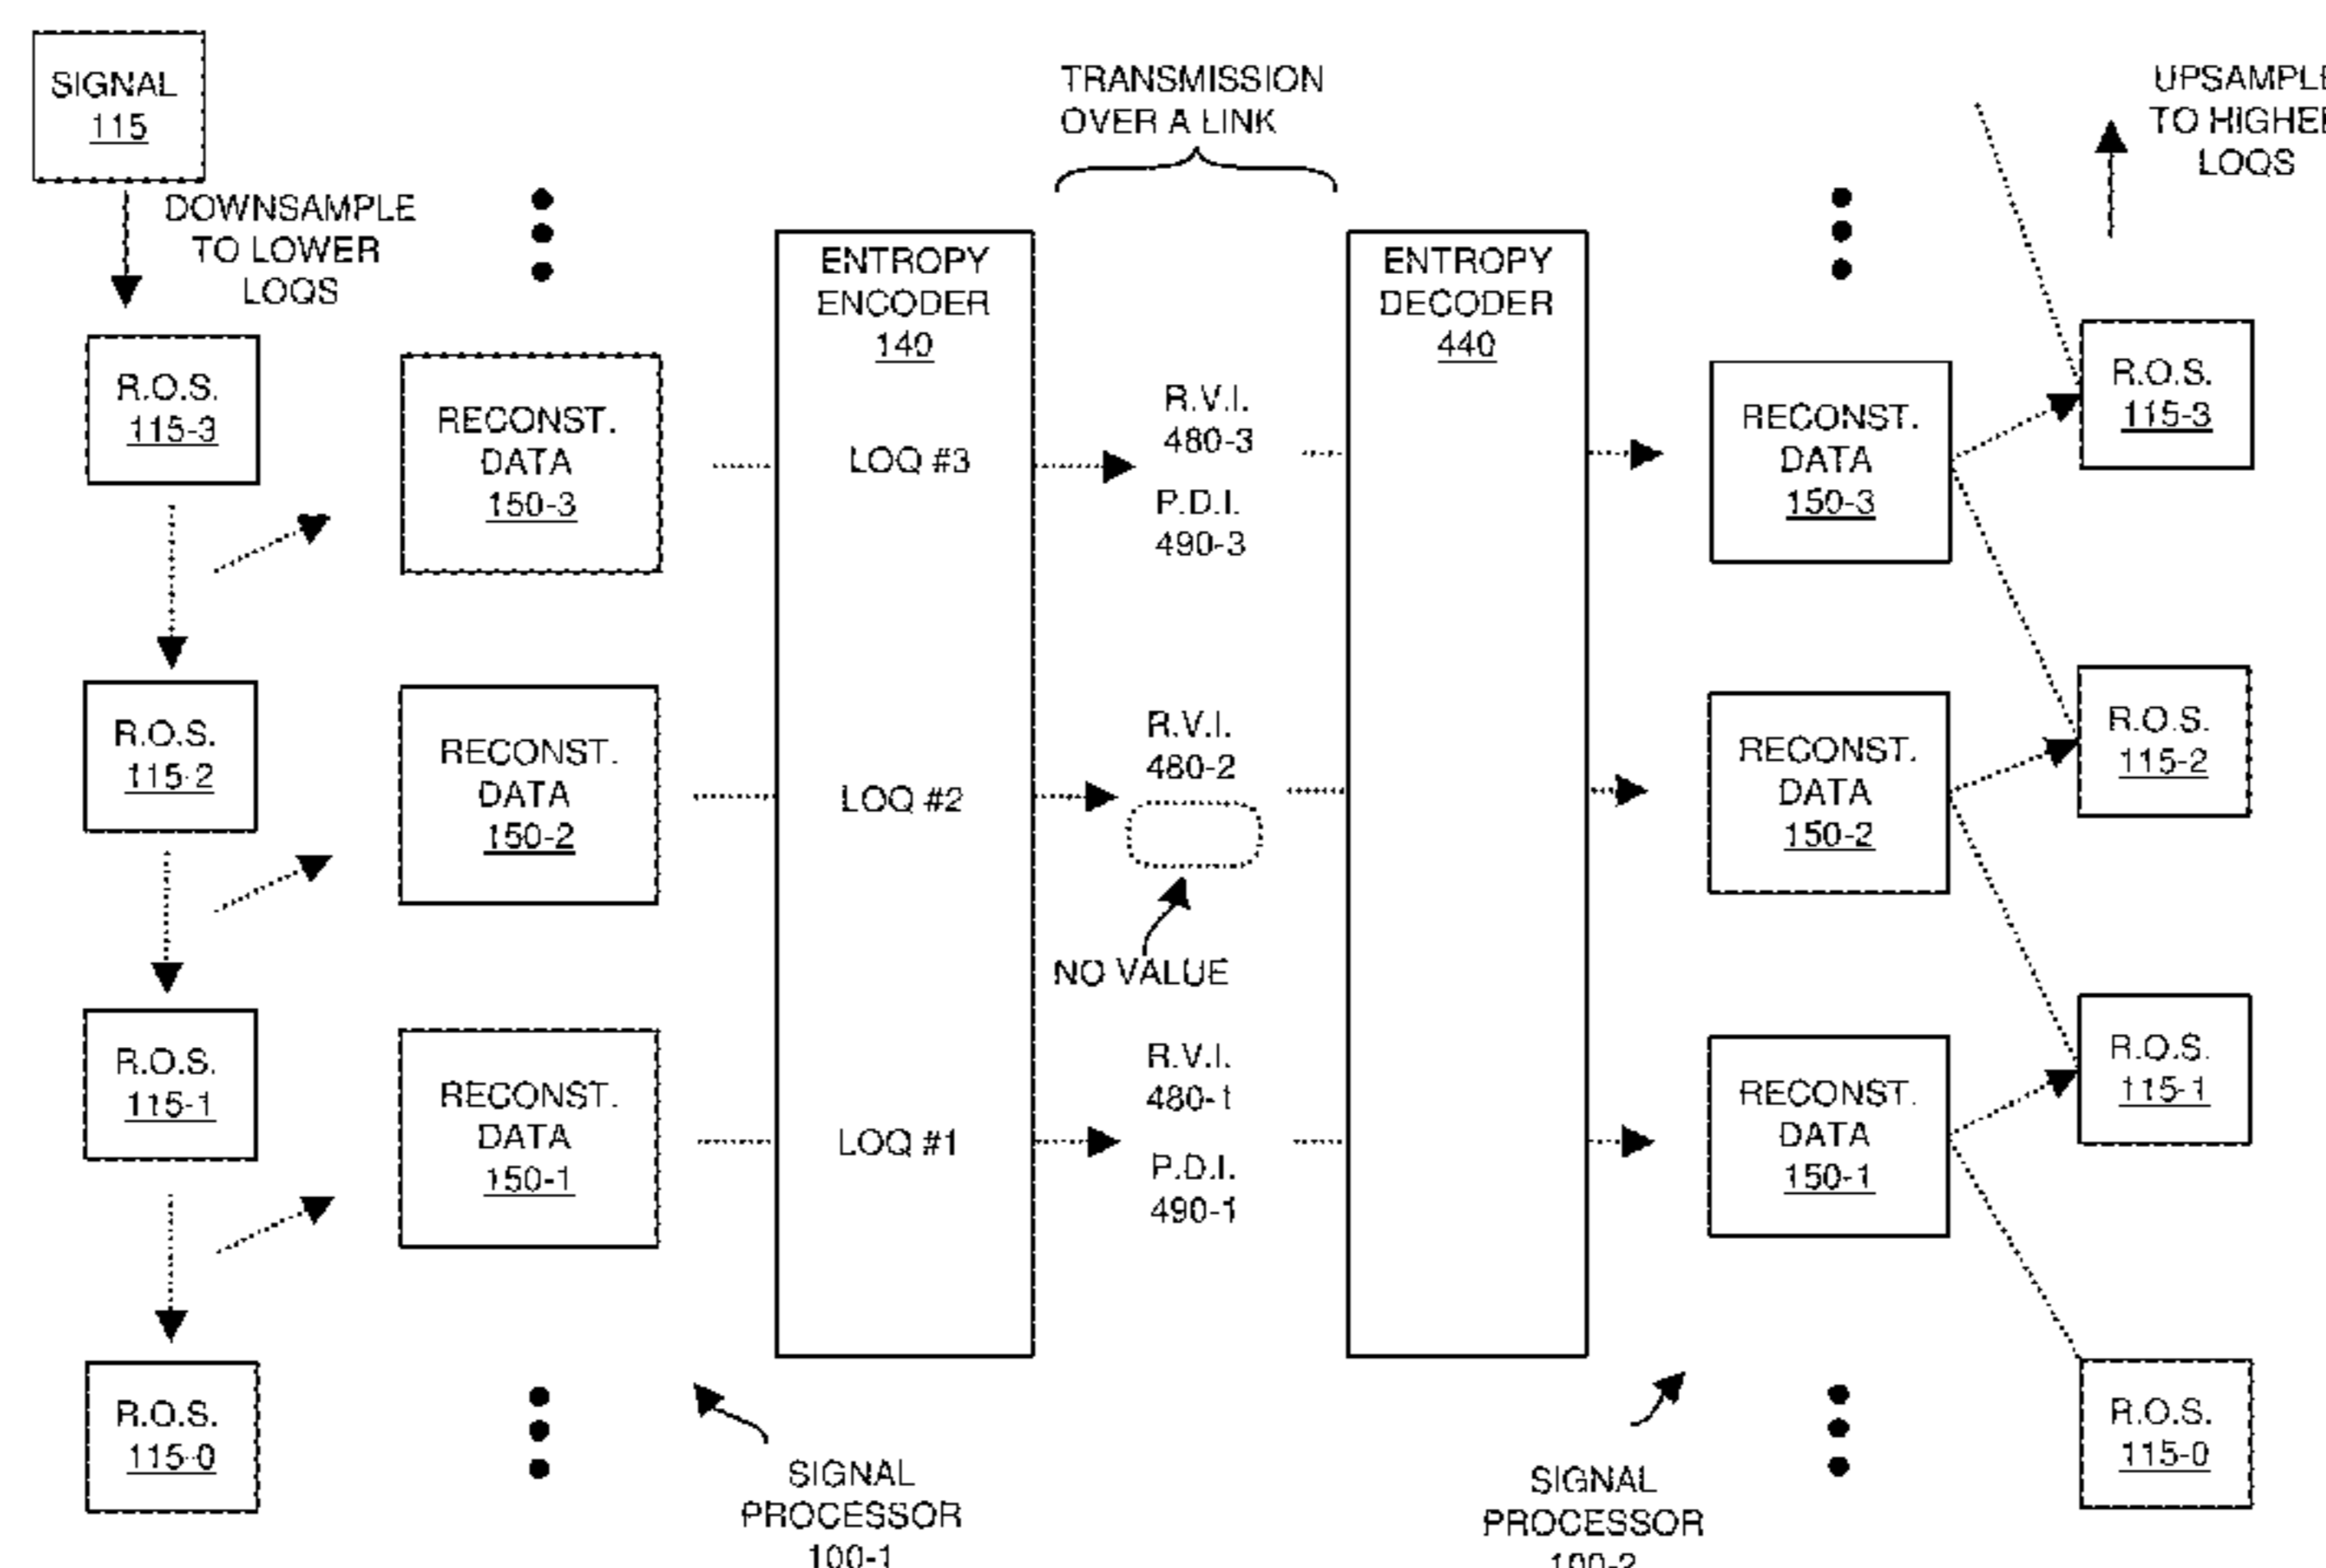 SIGNAL
115
DOWNSAMPLE
TO LOWER
LOQS
R.O.S.
115-3
R.O.S.
115-2
R.O.S.
115-1
R.O.S.
115-0
RECONST.
DATA
150-3
RECONST.
DATA
150-2
RECONST.
DATA
150-1
ENTROPY
ENCODER
140
LOQ #3
LOQ #2
LOQ #1
SIGNAL
PROCESSOR
100-1
TRANSMISSION
OVER A LINK
R.V.I.
480-3
P.D.I.
490-3
R.V.I.
480-2
NO VALUE
R.V.I.
480-1
P.D.I.
490-1
ENTROPY
DECODER
440
SIGNAL
PROCESSOR
100-2
RECONST.
DATA
150-3
RECONST.
DATA
150-2
RECONST.
DATA
150-1
UPSAMPLE
TO HIGHER
LOQS
R.O.S.
115-3
R.O.S.
115-2
R.O.S.
115-1
R.O.S.
115-0